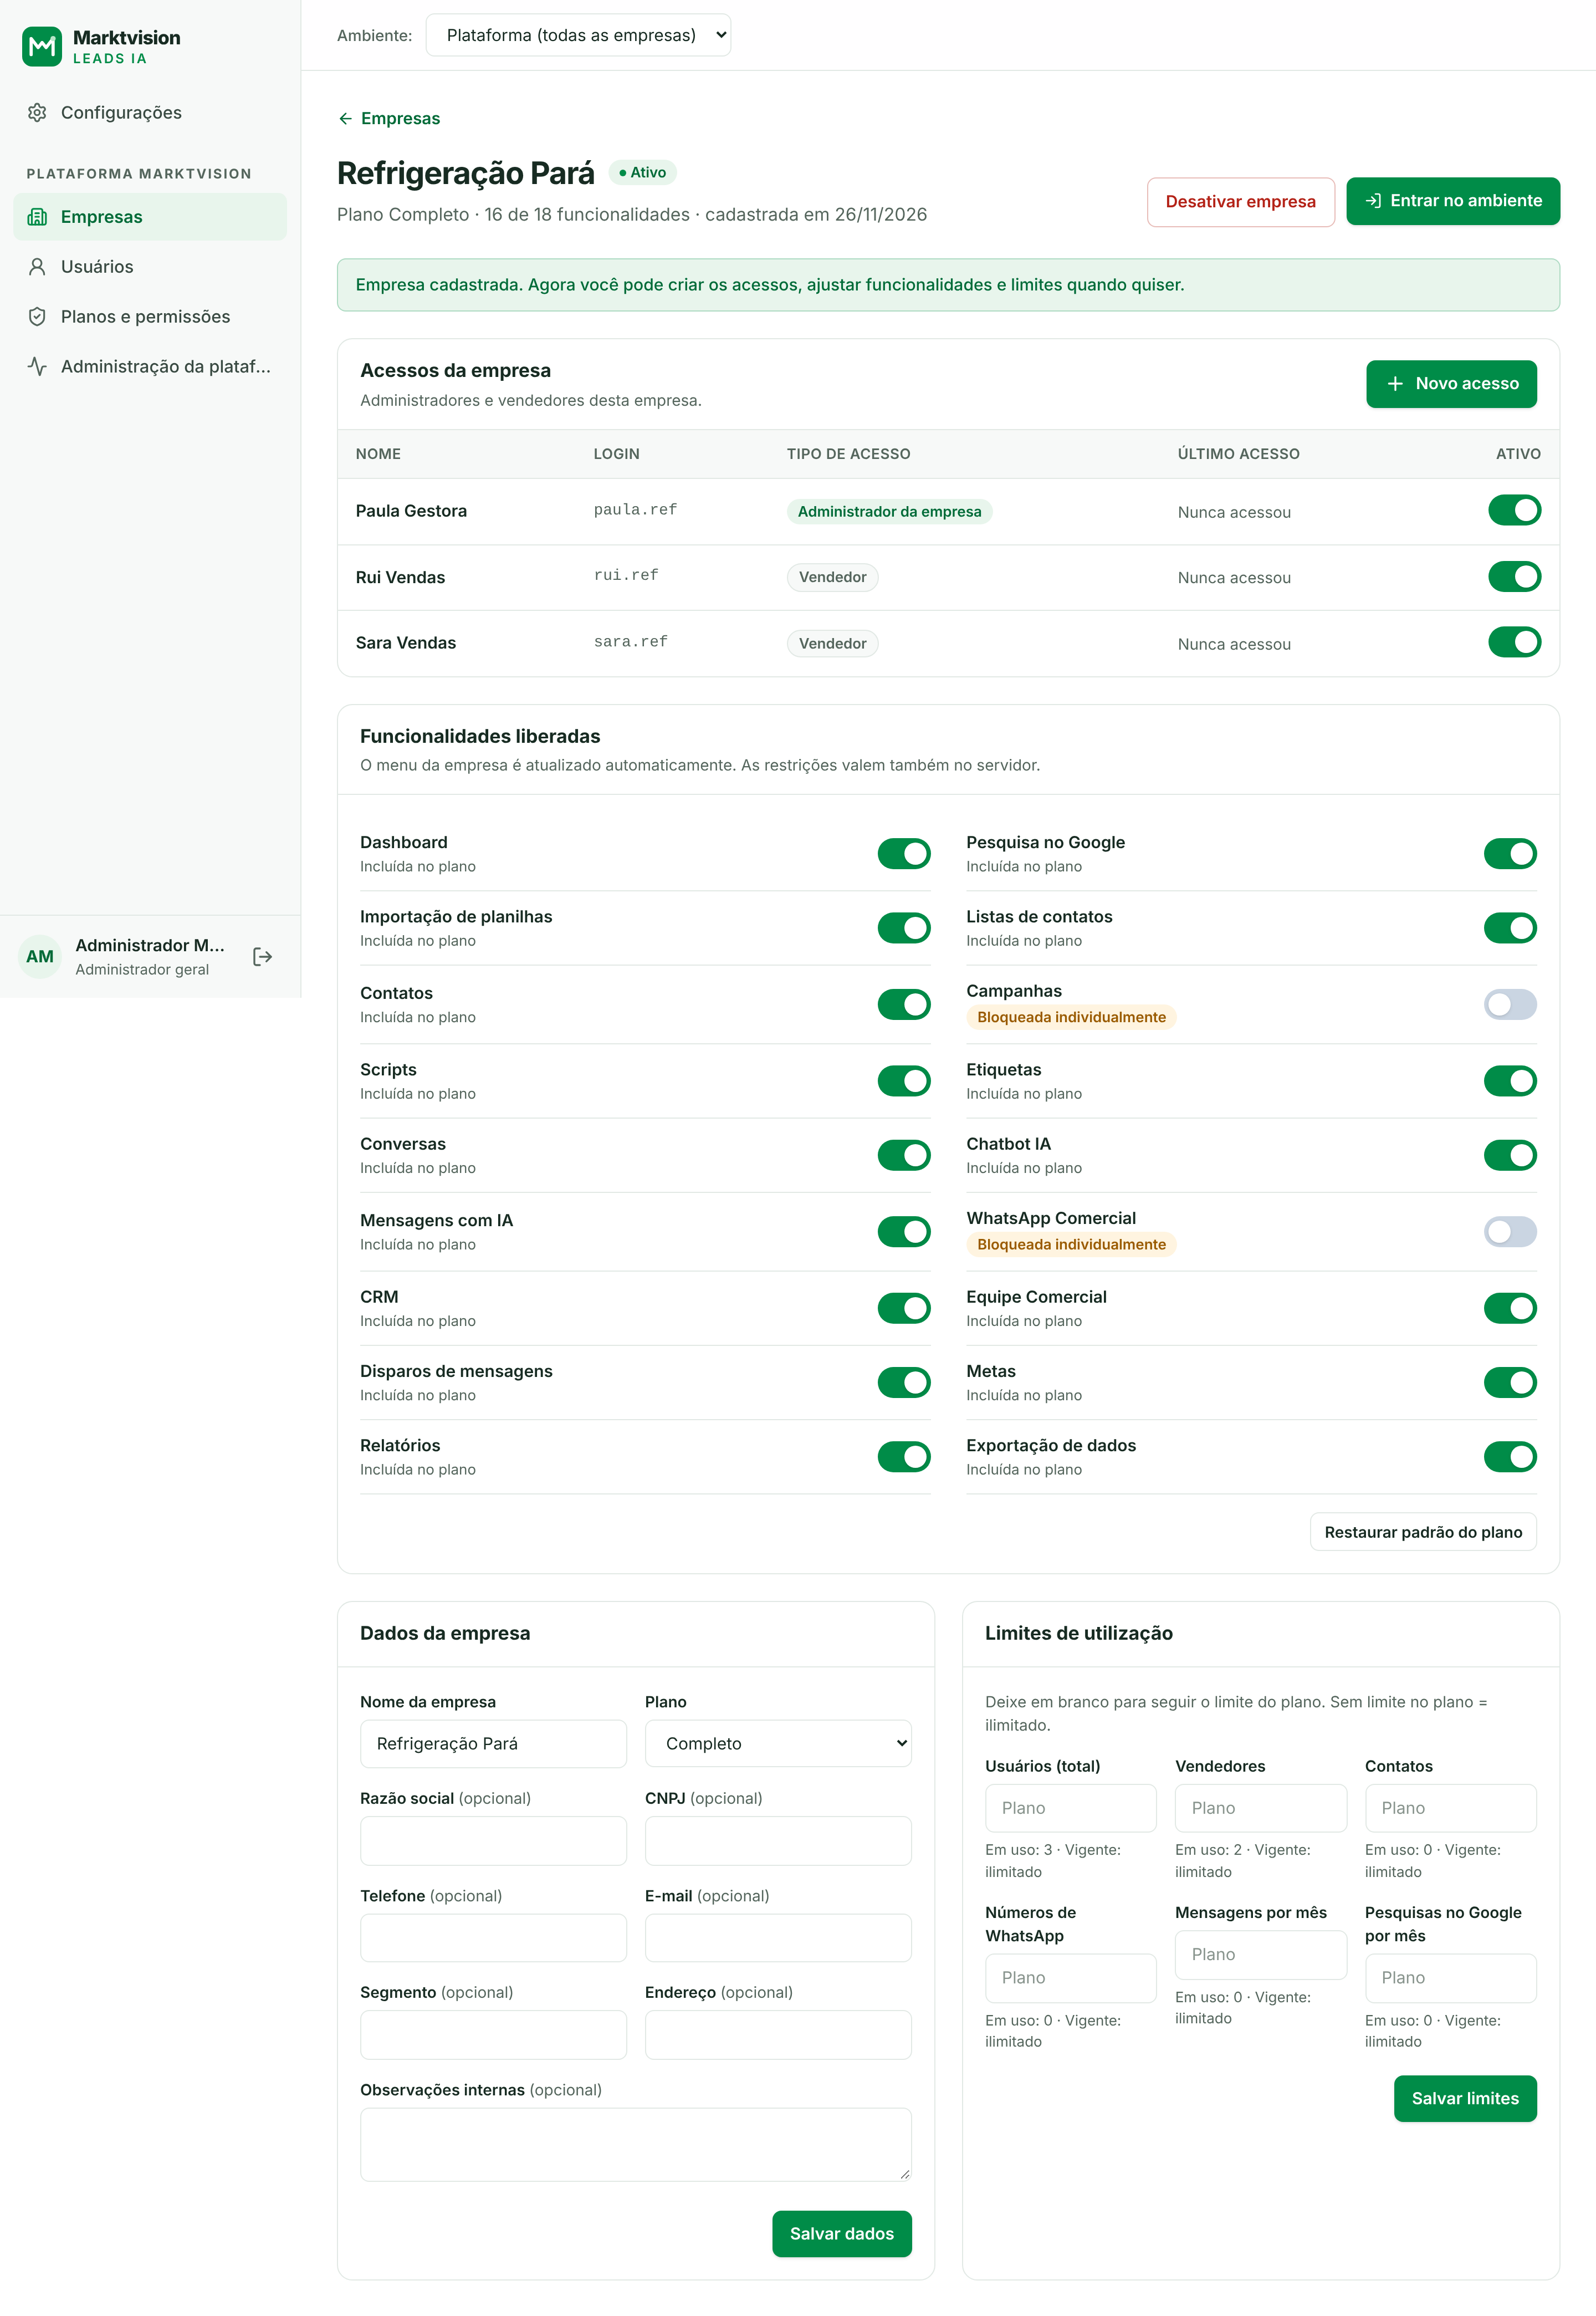 Marktvision
LEADS IA
Configurações
PLATAFORMA MARKTVISION
Empresas
Usuários
Planos e permissões
Administração da plataf...
AM
Administrador M...
Administrador geral
Ambiente:
Plataforma (todas as empresas)
Empresas
Refrigeração Pará
Ativo
Plano Completo · 16 de 18 funcionalidades · cadastrada em 26/11/2026
Desativar empresa
Entrar no ambiente
Empresa cadastrada. Agora você pode criar os acessos, ajustar funcionalidades e limites quando quiser.
Acessos da empresa
Administradores e vendedores desta empresa.
Novo acesso
NOME LOGIN TIPO DE ACESSO ÚLTIMO ACESSO ATIVO
Paula Gestora paula.ref Administrador da empresa Nunca acessou
Rui Vendas rui.ref Vendedor Nunca acessou
Sara Vendas sara.ref Vendedor Nunca acessou
Funcionalidades liberadas
O menu da empresa é atualizado automaticamente. As restrições valem também no servidor.
Dashboard
Incluída no plano
Pesquisa no Google
Incluída no plano
Importação de planilhas
Incluída no plano
Listas de contatos
Incluída no plano
Contatos
Incluída no plano
Campanhas
Bloqueada individualmente
Scripts
Incluída no plano
Etiquetas
Incluída no plano
Conversas
Incluída no plano
Chatbot IA
Incluída no plano
Mensagens com IA
Incluída no plano
WhatsApp Comercial
Bloqueada individualmente
CRM
Incluída no plano
Equipe Comercial
Incluída no plano
Disparos de mensagens
Incluída no plano
Metas
Incluída no plano
Relatórios
Incluída no plano
Exportação de dados
Incluída no plano
Restaurar padrão do plano
Dados da empresa
Nome da empresa
Refrigeração Pará
Plano
Completo
Razão social (opcional)
CNPJ (opcional)
Telefone (opcional)
E-mail (opcional)
Segmento (opcional)
Endereço (opcional)
Observações internas (opcional)
Salvar dados
Limites de utilização
Deixe em branco para seguir o limite do plano. Sem limite no plano =
ilimitado.
Usuários (total)
Plano
Em uso: 3 · Vigente:
ilimitado
Vendedores
Plano
Em uso: 2 · Vigente:
ilimitado
Contatos
Plano
Em uso: 0 · Vigente:
ilimitado
Números de
WhatsApp
Plano
Em uso: 0 · Vigente:
ilimitado
Mensagens por mês
Plano
Em uso: 0 · Vigente:
ilimitado
Pesquisas no Google
por mês
Plano
Em uso: 0 · Vigente:
ilimitado
Salvar limites